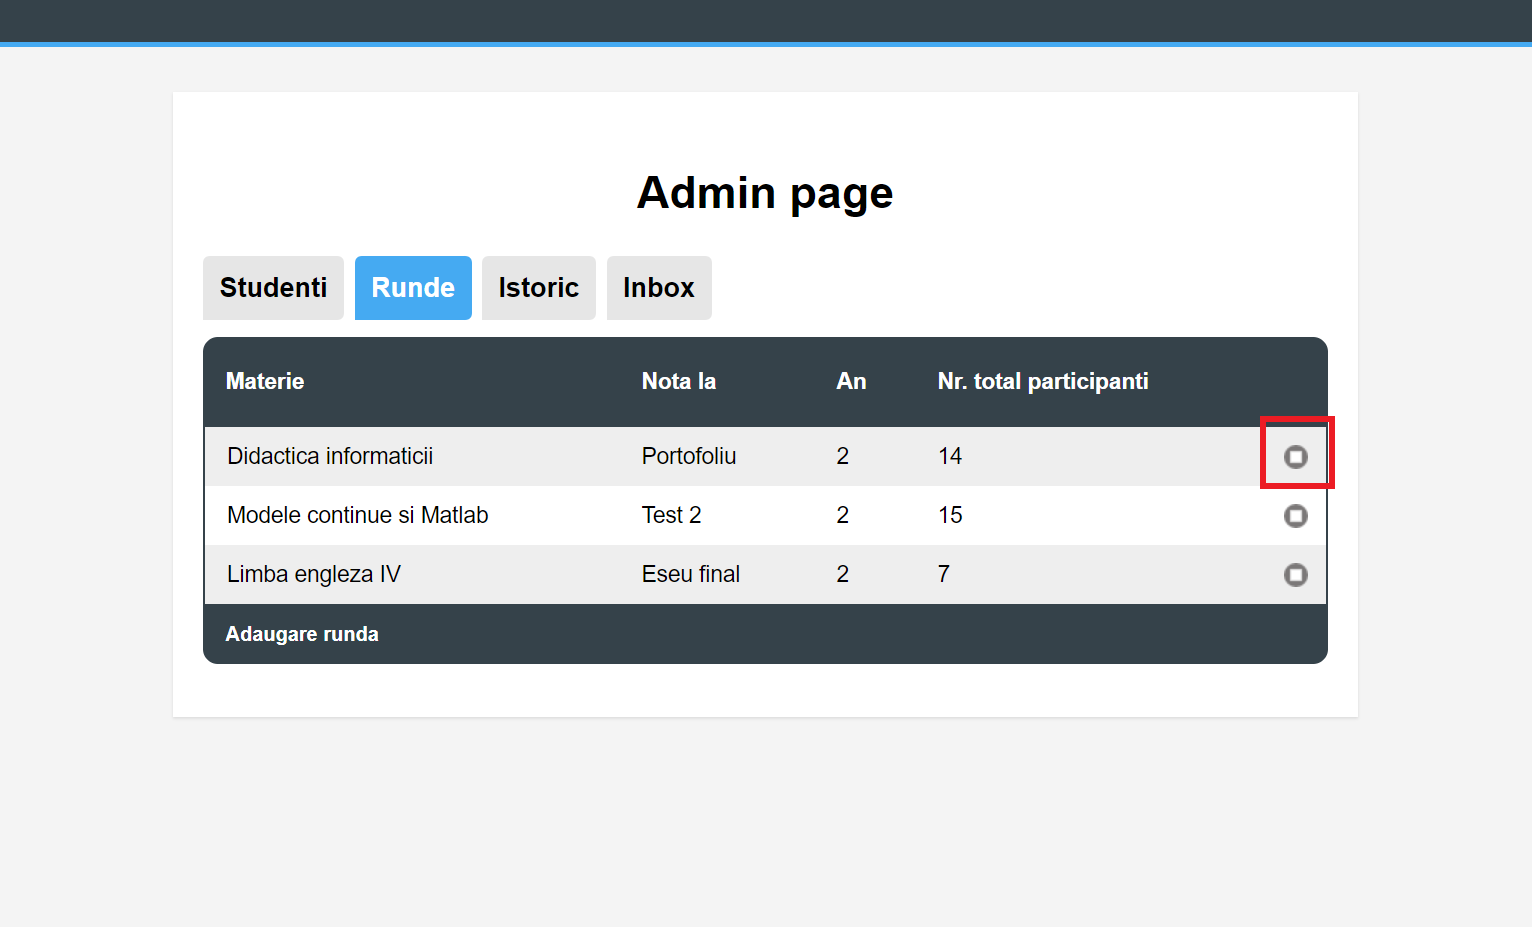 Admin page
Studenti Runde Istoric Inbox
Materie Nota la An Nr. total participanti
Didactica informaticii Portofoliu 2 14
Modele continue si Matlab Test 2 2 15
Limba engleza IV Eseu final 2 7
Adaugare runda